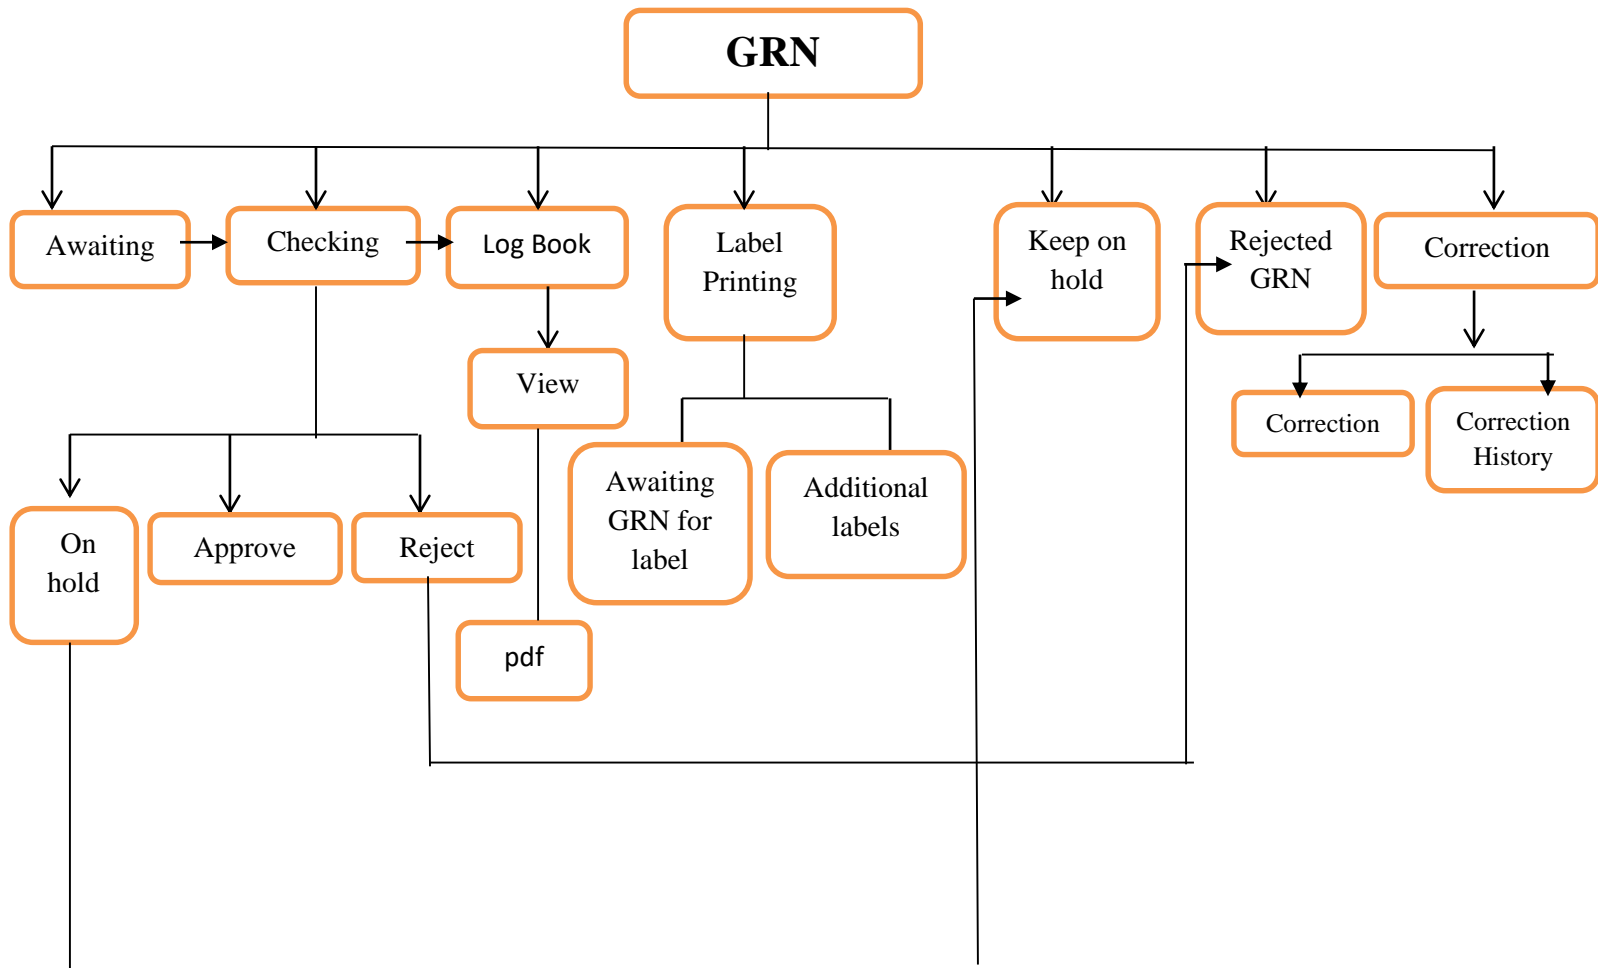 GRN
Awaiting
Checking
Log Book
Label
Printing
Keep on
hold
Rejected
GRN
Correction
View
Correction
Correction
History
On
hold
Approve
Reject
Awaiting
GRN for
label
Additional
labels
pdf